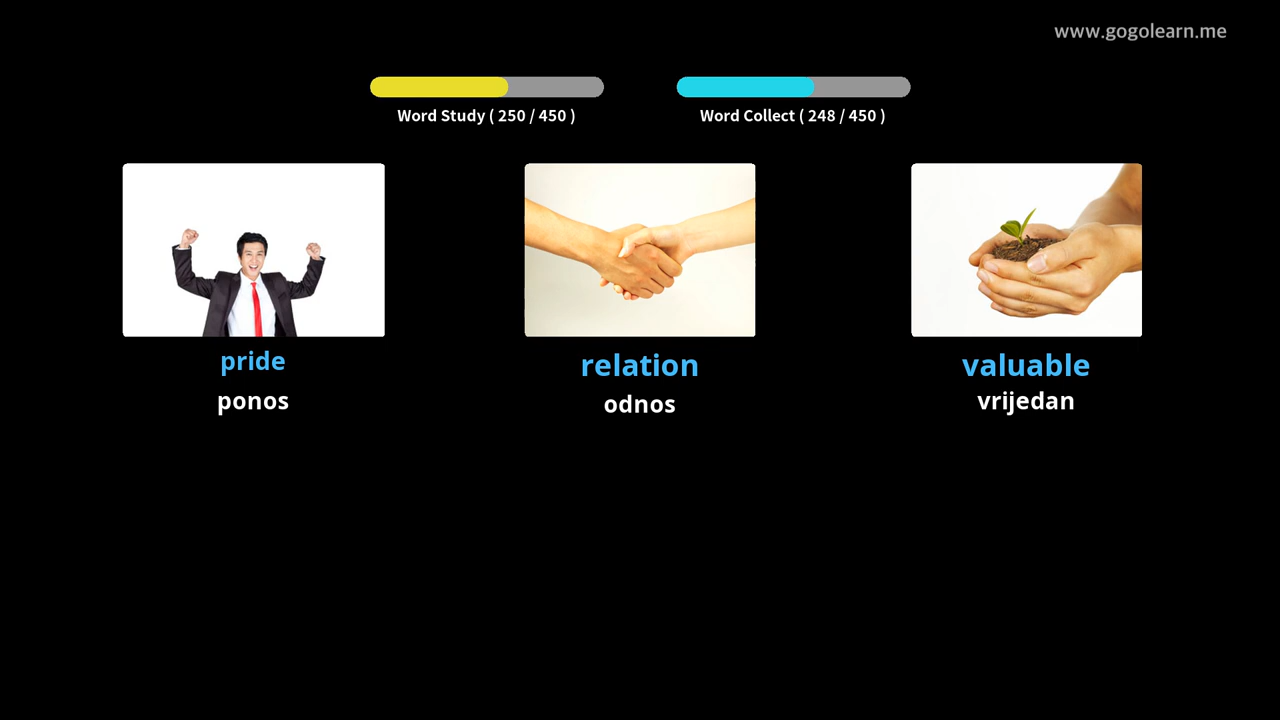 www.gogolearn.me
Word Study ( 250 / 450 )
Word Collect ( 248 / 450 )
pride
ponos
relation
odnos
valuable
vrijedan